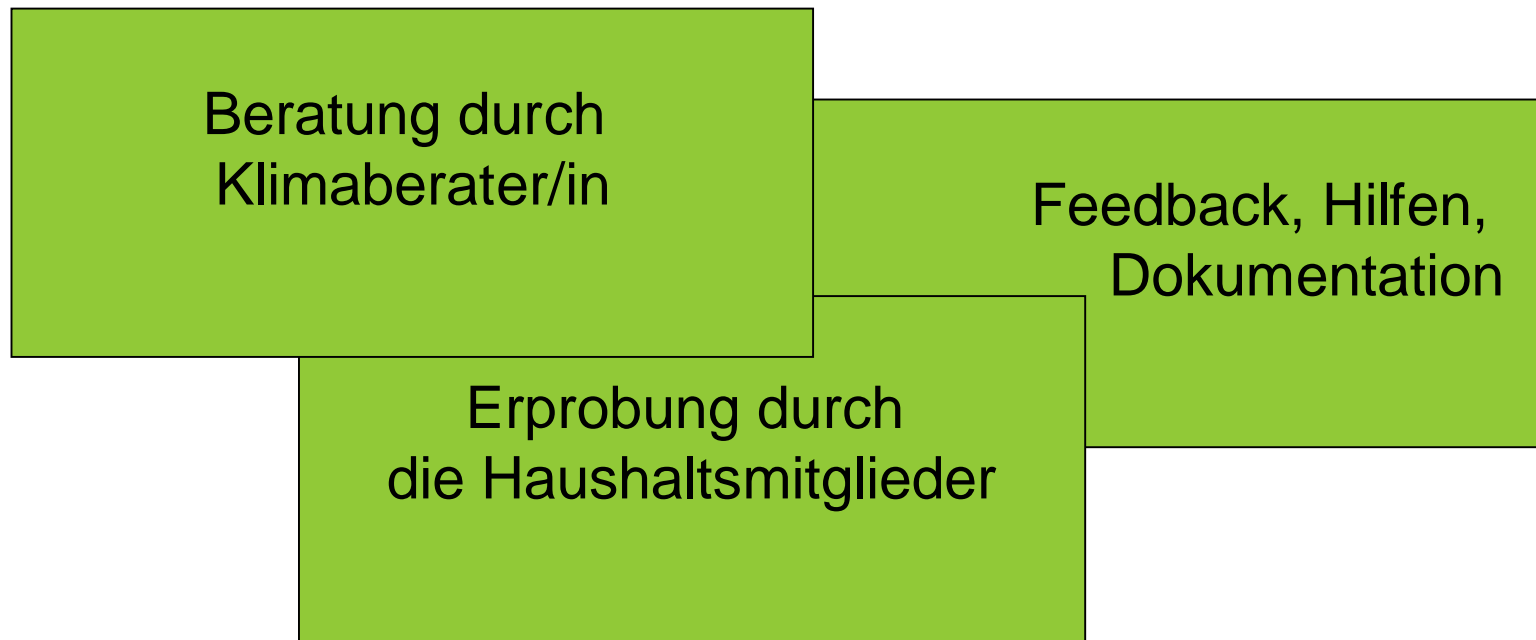 Beratung durch
Klimaberater/in
Feedback, Hilfen,
Dokumentation
Erprobung durch
die Haushaltsmitglieder